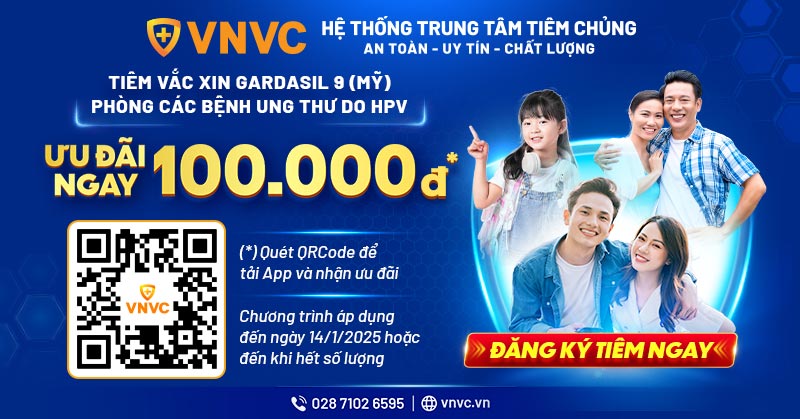 VNVC
HỆ THỐNG TRUNG TÂM TIÊM CHỦNG
AN TOÀN - UY TÍN - CHẤT LƯỢNG
TIÊM VẮC XIN GARDASIL 9 (MỸ)
PHÒNG CÁC BỆNH UNG THƯ DO HPV
ƯU ĐÃI
NGAY
100.000đ*
VNVC
(*) Quét QRCode để
tải App và nhận ưu đãi
Chương trình áp dụng
đến ngày 14/1/2025 hoặc
đến khi hết số lượng
ĐĂNG KÝ TIÊM NGAY
028 7102 6595 | vnvc.vn